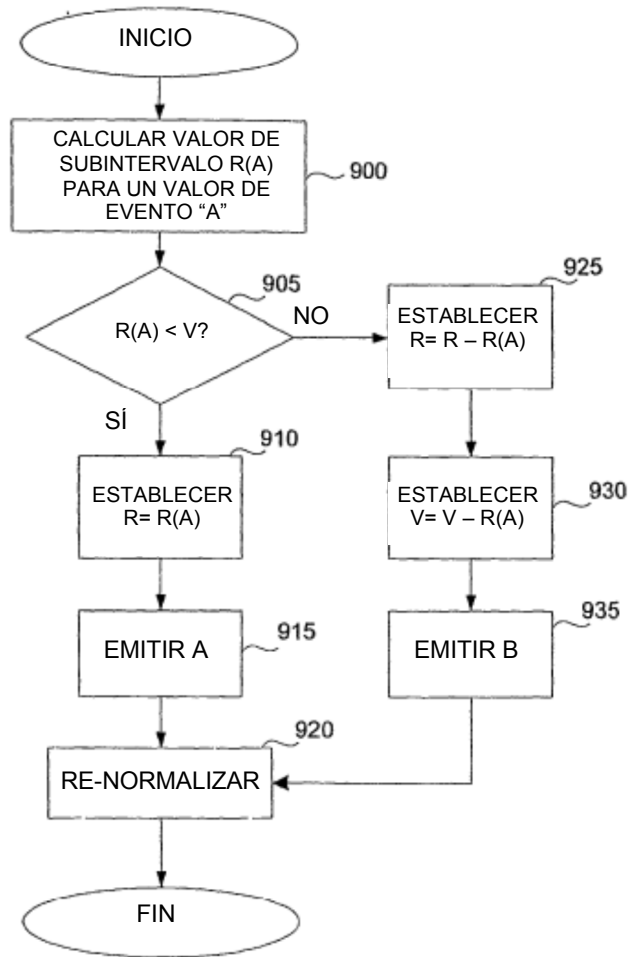 INICIO
CALCULAR VALOR DE
SUBINTERVALO R(A)
PARA UN VALOR DE
EVENTO “A”
900
905
R(A) < V?
NO
SÍ
925
ESTABLECER
R= R – R(A)
910
ESTABLECER
R= R(A)
930
ESTABLECER
V= V – R(A)
915
EMITIR A
935
EMITIR B
920
RE-NORMALIZAR
FIN